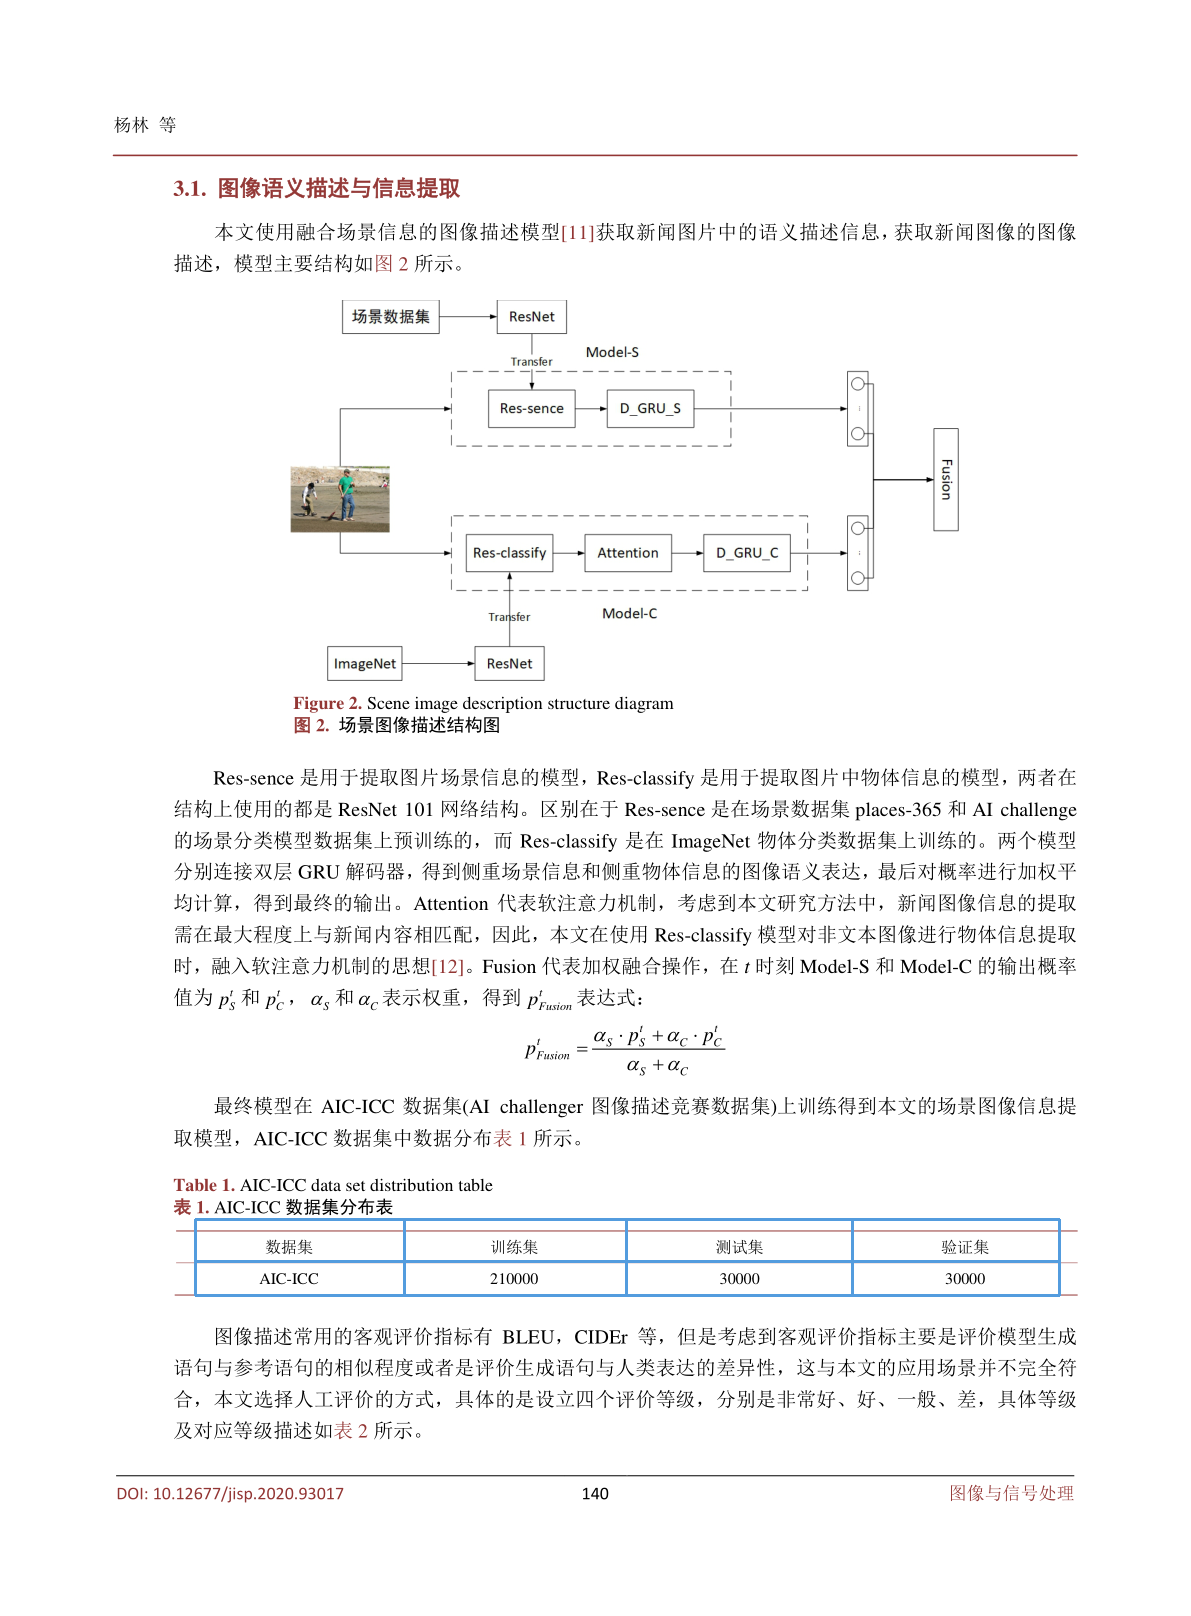 杨林 等
3.1. 图像语义描述与信息提取
本文使用融合场景信息的图像描述模型[11]获取新闻图片中的语义描述信息，获取新闻图像的图像
描述，模型主要结构如图 2 所示。
场景数据集
ResNet
Transfer
Model-S
Res-sence
D_GRU_S
Fusion
Res-classify
Attention
D_GRU_C
Transfer
Model-C
ImageNet
ResNet
Figure 2. Scene image description structure diagram
图 2. 场景图像描述结构图
Res-sence 是用于提取图片场景信息的模型，Res-classify 是用于提取图片中物体信息的模型，两者在
结构上使用的都是 ResNet 101 网络结构。区别在于 Res-sence 是在场景数据集 places-365 和 AI challenge
的场景分类模型数据集上预训练的，而 Res-classify 是在 ImageNet 物体分类数据集上训练的。两个模型
分别连接双层 GRU 解码器，得到侧重场景信息和侧重物体信息的图像语义表达，最后对概率进行加权平
均计算，得到最终的输出。Attention 代表软注意力机制，考虑到本文研究方法中，新闻图像信息的提取
需在最大程度上与新闻内容相匹配，因此，本文在使用 Res-classify 模型对非文本图像进行物体信息提取
时，融入软注意力机制的思想[12]。Fusion 代表加权融合操作，在 t 时刻 Model-S 和 Model-C 的输出概率
值为 $p_S^t$ 和 $p_C^t$，$\alpha_S$ 和 $\alpha_C$ 表示权重，得到 $p_{Fusion}^t$ 表达式：
$p_{Fusion}^t = \frac{\alpha_S \cdot p_S^t + \alpha_C \cdot p_C^t}{\alpha_S + \alpha_C}$
最终模型在 AIC-ICC 数据集(AI challenger 图像描述竞赛数据集)上训练得到本文的场景图像信息提
取模型，AIC-ICC 数据集中数据分布表 1 所示。
Table 1. AIC-ICC data set distribution table
表 1. AIC-ICC 数据集分布表
数据集 训练集 测试集 验证集
AIC-ICC 210000 30000 30000
图像描述常用的客观评价指标有 BLEU，CIDEr 等，但是考虑到客观评价指标主要是评价模型生成
语句与参考语句的相似程度或者是评价生成语句与人类表达的差异性，这与本文的应用场景并不完全符
合，本文选择人工评价的方式，具体的是设立四个评价等级，分别是非常好、好、一般、差，具体等级
及对应等级描述如表 2 所示。
DOI: 10.12677/jisp.2020.93017 140 图像与信号处理